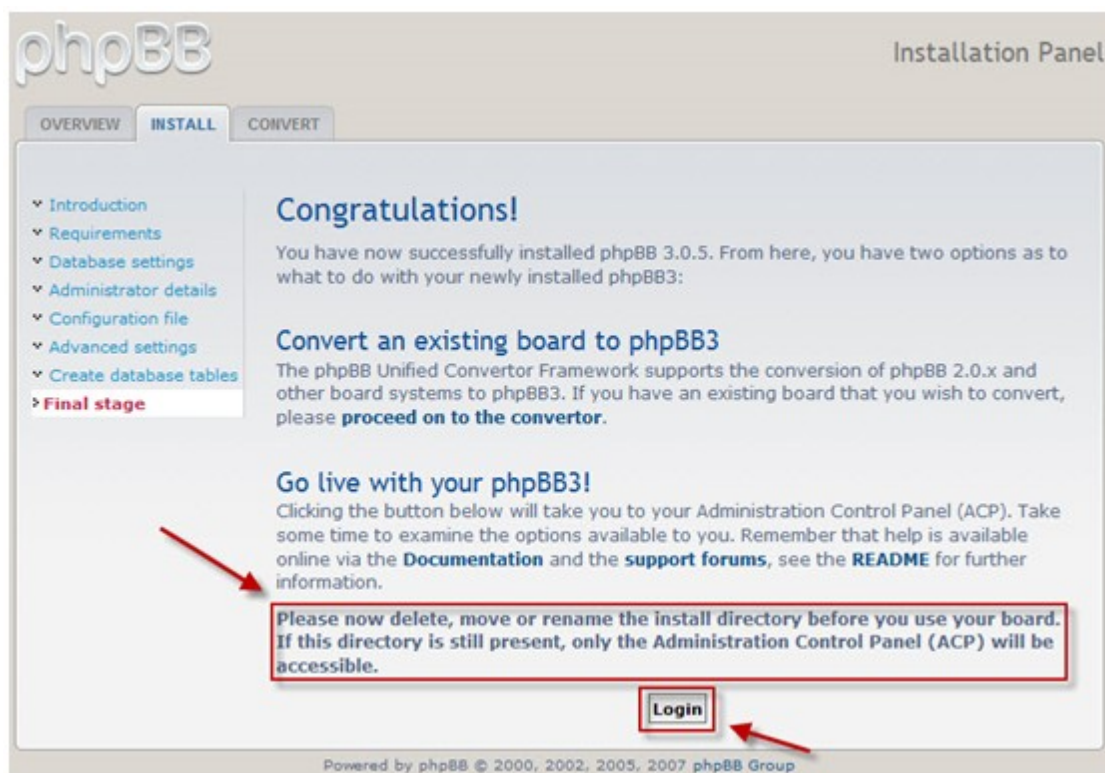 phpBB
Installation Panel
OVERVIEW INSTALL CONVERT
Introduction
Requirements
Database settings
Administrator details
Configuration file
Advanced settings
Create database tables
Final stage
Congratulations!
You have now successfully installed phpBB 3.0.5. From here, you have two options as to
what to do with your newly installed phpBB3:
Convert an existing board to phpBB3
The phpBB Unified Convertor Framework supports the conversion of phpBB 2.0.x and
other board systems to phpBB3. If you have an existing board that you wish to convert,
please proceed on to the convertor.
Go live with your phpBB3!
Clicking the button below will take you to your Administration Control Panel (ACP). Take
some time to examine the options available to you. Remember that help is available
online via the Documentation and the support forums, see the README for further
information.
Please now delete, move or rename the install directory before you use your board.
If this directory is still present, only the Administration Control Panel (ACP) will be
accessible.
Login
Powered by phpBB © 2000, 2002, 2005, 2007 phpBB Group